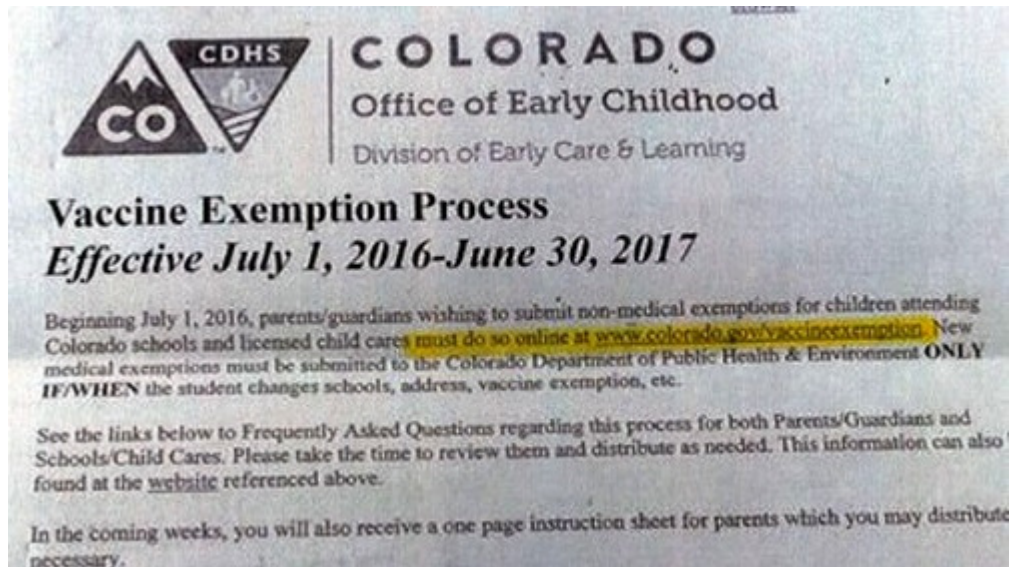 CDHS
CO
COLORADO
Office of Early Childhood
Division of Early Care & Learning
Vaccine Exemption Process
Effective July 1, 2016-June 30, 2017
Beginning July 1, 2016, parents/guardians wishing to submit non-medical exemptions for children attending
Colorado schools and licensed child cares must do so online at www.colorado.gov/vaccineexemption. New
medical exemptions must be submitted to the Colorado Department of Public Health & Environment ONLY
IF/WHEN the student changes schools, address, vaccine exemption, etc.
See the links below to Frequently Asked Questions regarding this process for both Parents/Guardians and
Schools/Child Cares. Please take the time to review them and distribute as needed. This information can also
found at the website referenced above.
In the coming weeks, you will also receive a one page instruction sheet for parents which you may distribute
necessary.